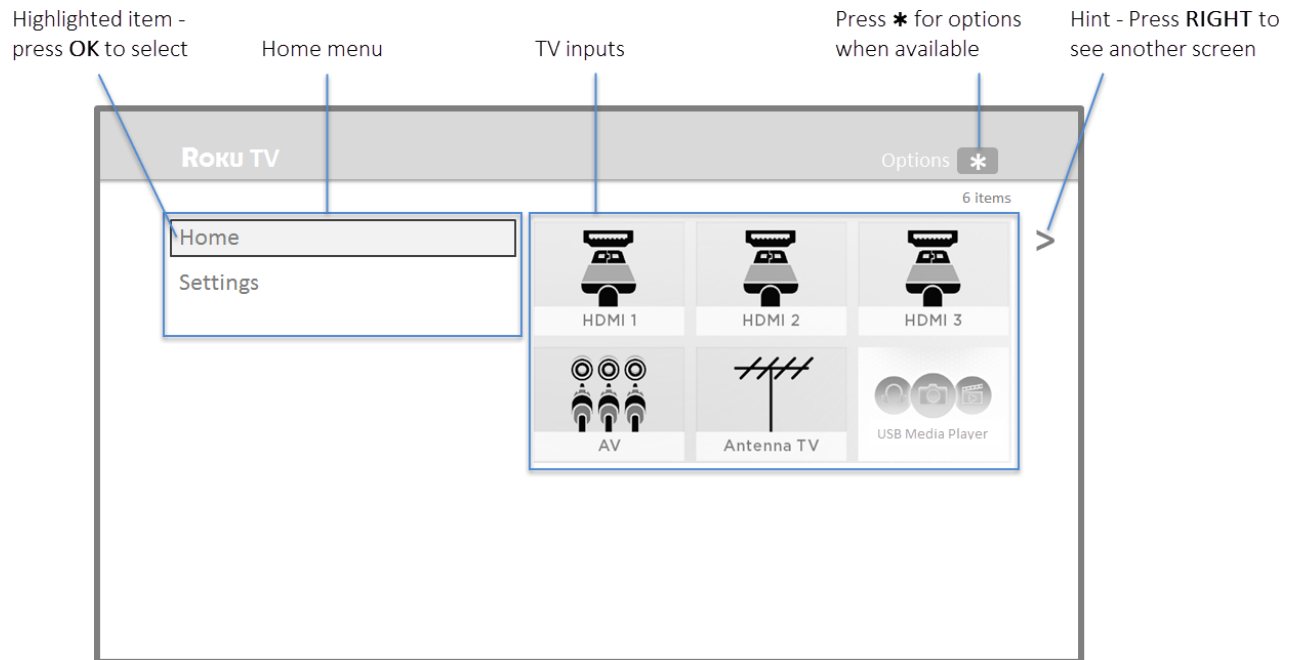 Highlighted item -
press OK to select
Home menu
TV inputs
Press ✱ for options
when available
Hint - Press RIGHT to
see another screen
ROKU TV
Options ✱
6 items
Home
Settings
>
HDMI 1
HDMI 2
HDMI 3
AV
Antenna TV
USB Media Player